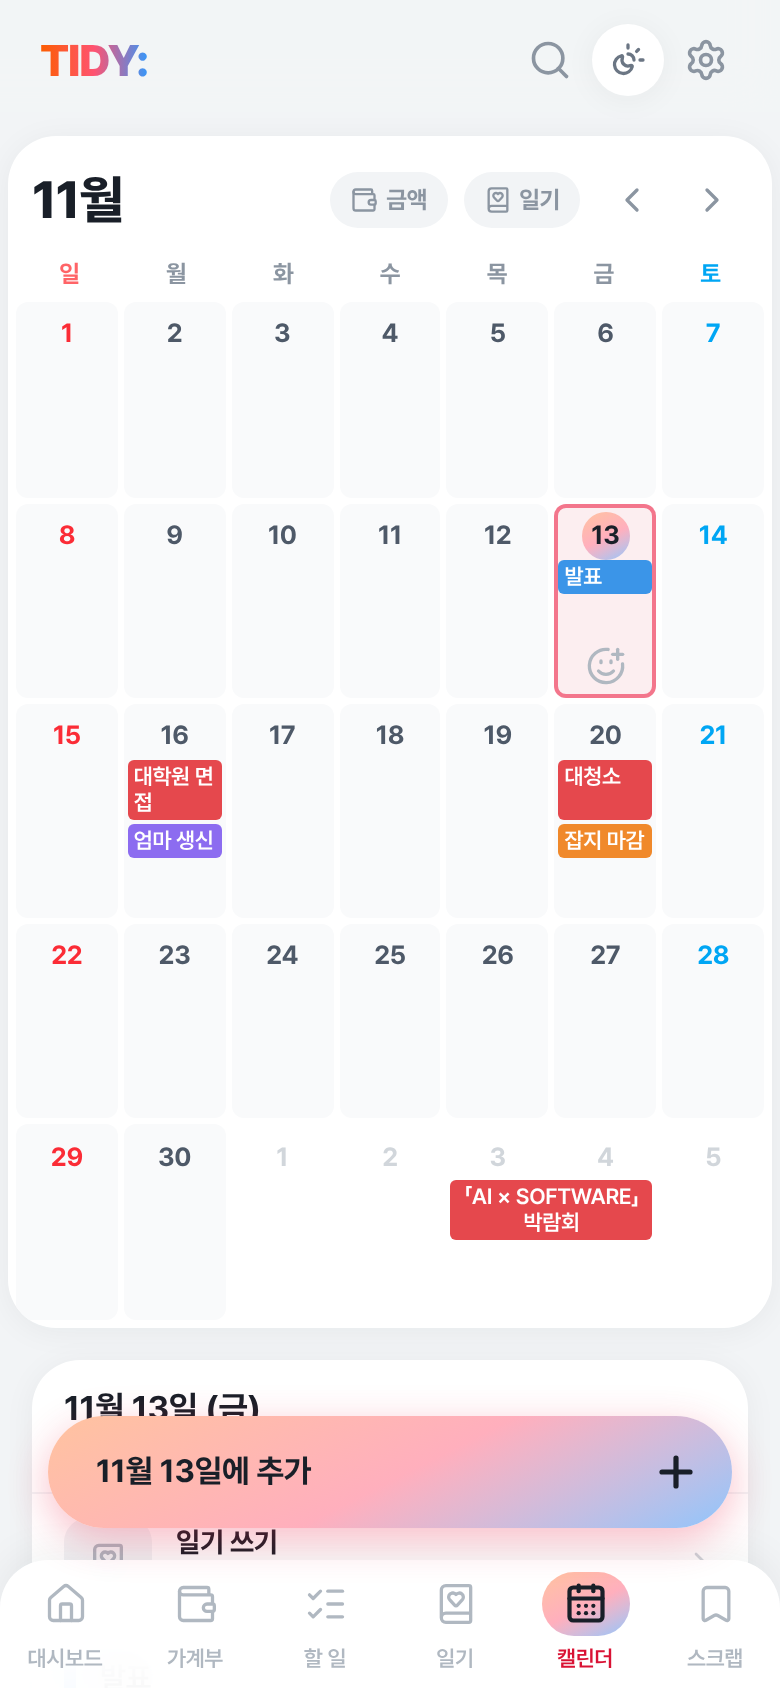 TIDY:
11월
금액
일기
일 월 화 수 목 금 토
1 2 3 4 5 6 7
8 9 10 11 12 13 14
발표
15 16 17 18 19 20 21
대학원 면
접
엄마 생신
대청소
잡지 마감
22 23 24 25 26 27 28
29 30 1 2 3 4 5
「AI × SOFTWARE」
박람회
11월 13일 (금)
11월 13일에 추가
일기 쓰기
발표
대시보드 가계부 할 일 일기 캘린더 스크랩